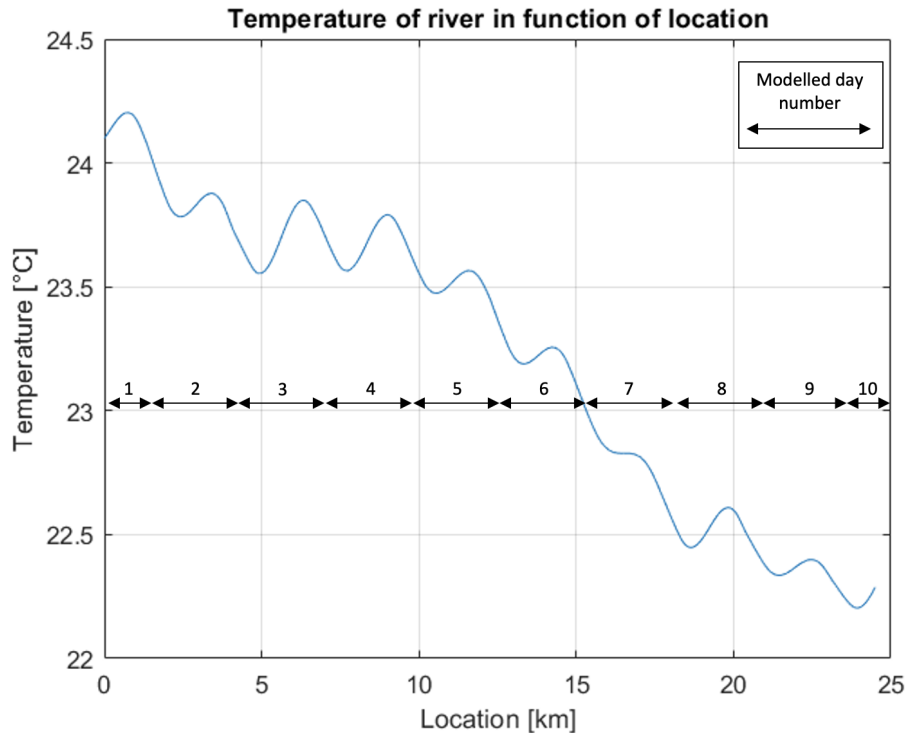 Temperature of river in function of location
24.5
24
23.5
23
22.5
22
Temperature [°C]
Modelled day
number
1 2 3 4 5 6 7 8 9 10
0 5 10 15 20 25
Location [km]